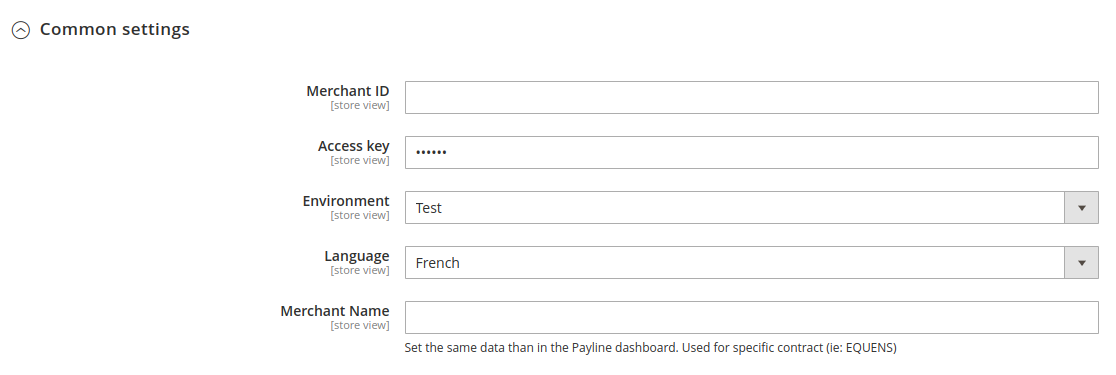 Common settings
Merchant ID
[store view]
Access key
[store view]
••••••
Environment
[store view]
Test
Language
[store view]
French
Merchant Name
[store view]
Set the same data than in the Payline dashboard. Used for specific contract (ie: EQUENS)